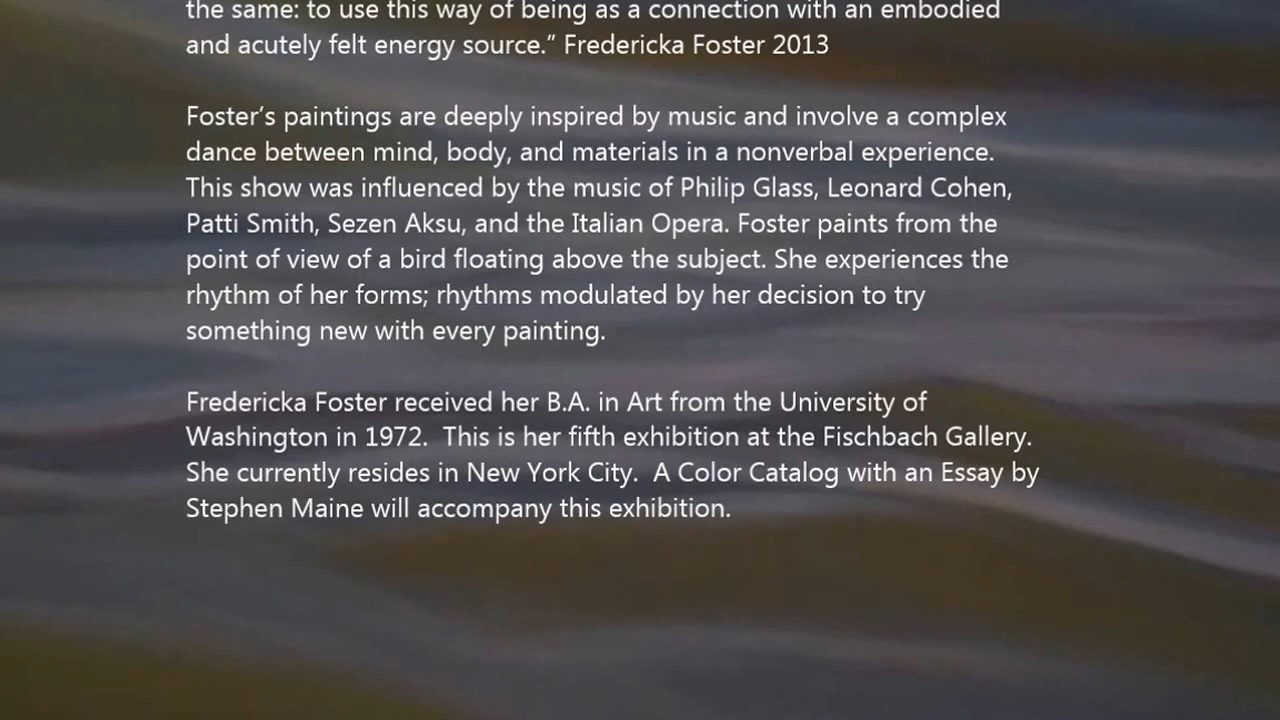 the same: to use this way of being as a connection with an embodied
and acutely felt energy source.” Fredericka Foster 2013
Foster’s paintings are deeply inspired by music and involve a complex
dance between mind, body, and materials in a nonverbal experience.
This show was influenced by the music of Philip Glass, Leonard Cohen,
Patti Smith, Sezen Aksu, and the Italian Opera. Foster paints from the
point of view of a bird floating above the subject. She experiences the
rhythm of her forms; rhythms modulated by her decision to try
something new with every painting.
Fredericka Foster received her B.A. in Art from the University of
Washington in 1972.  This is her fifth exhibition at the Fischbach Gallery.
She currently resides in New York City.  A Color Catalog with an Essay by
Stephen Maine will accompany this exhibition.